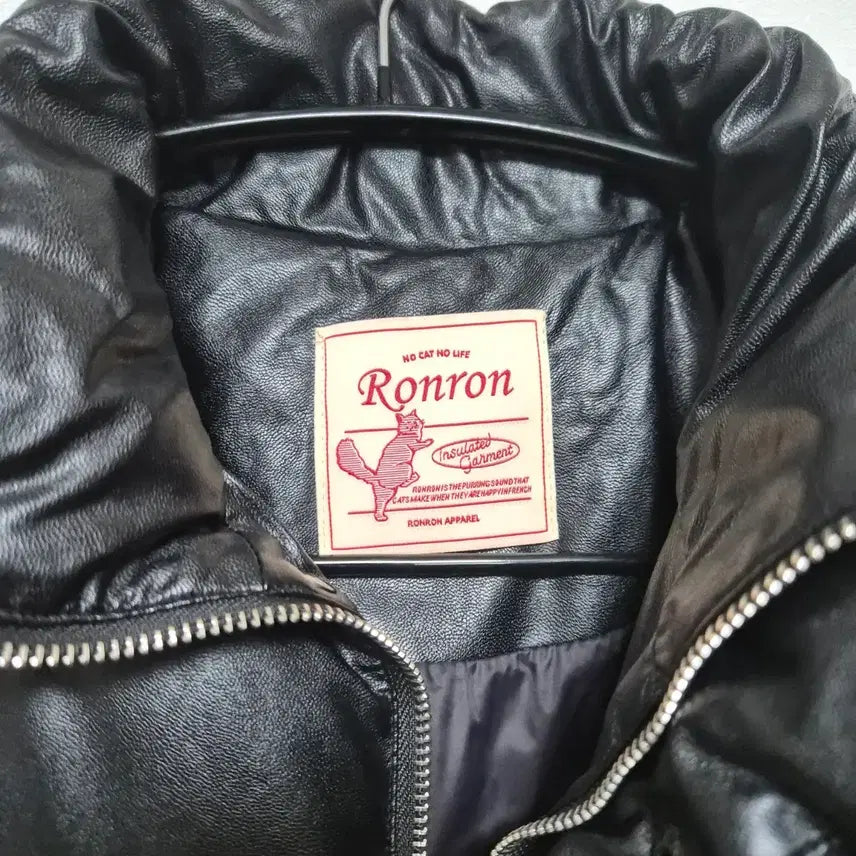 NO CAT NO LIFE
Ronron
Insulated
Garment
RONRON IS THE PURRING SOUND THAT
CATS MAKE WHEN THEY ARE HAPPY IN FRENCH
RONRON APPAREL